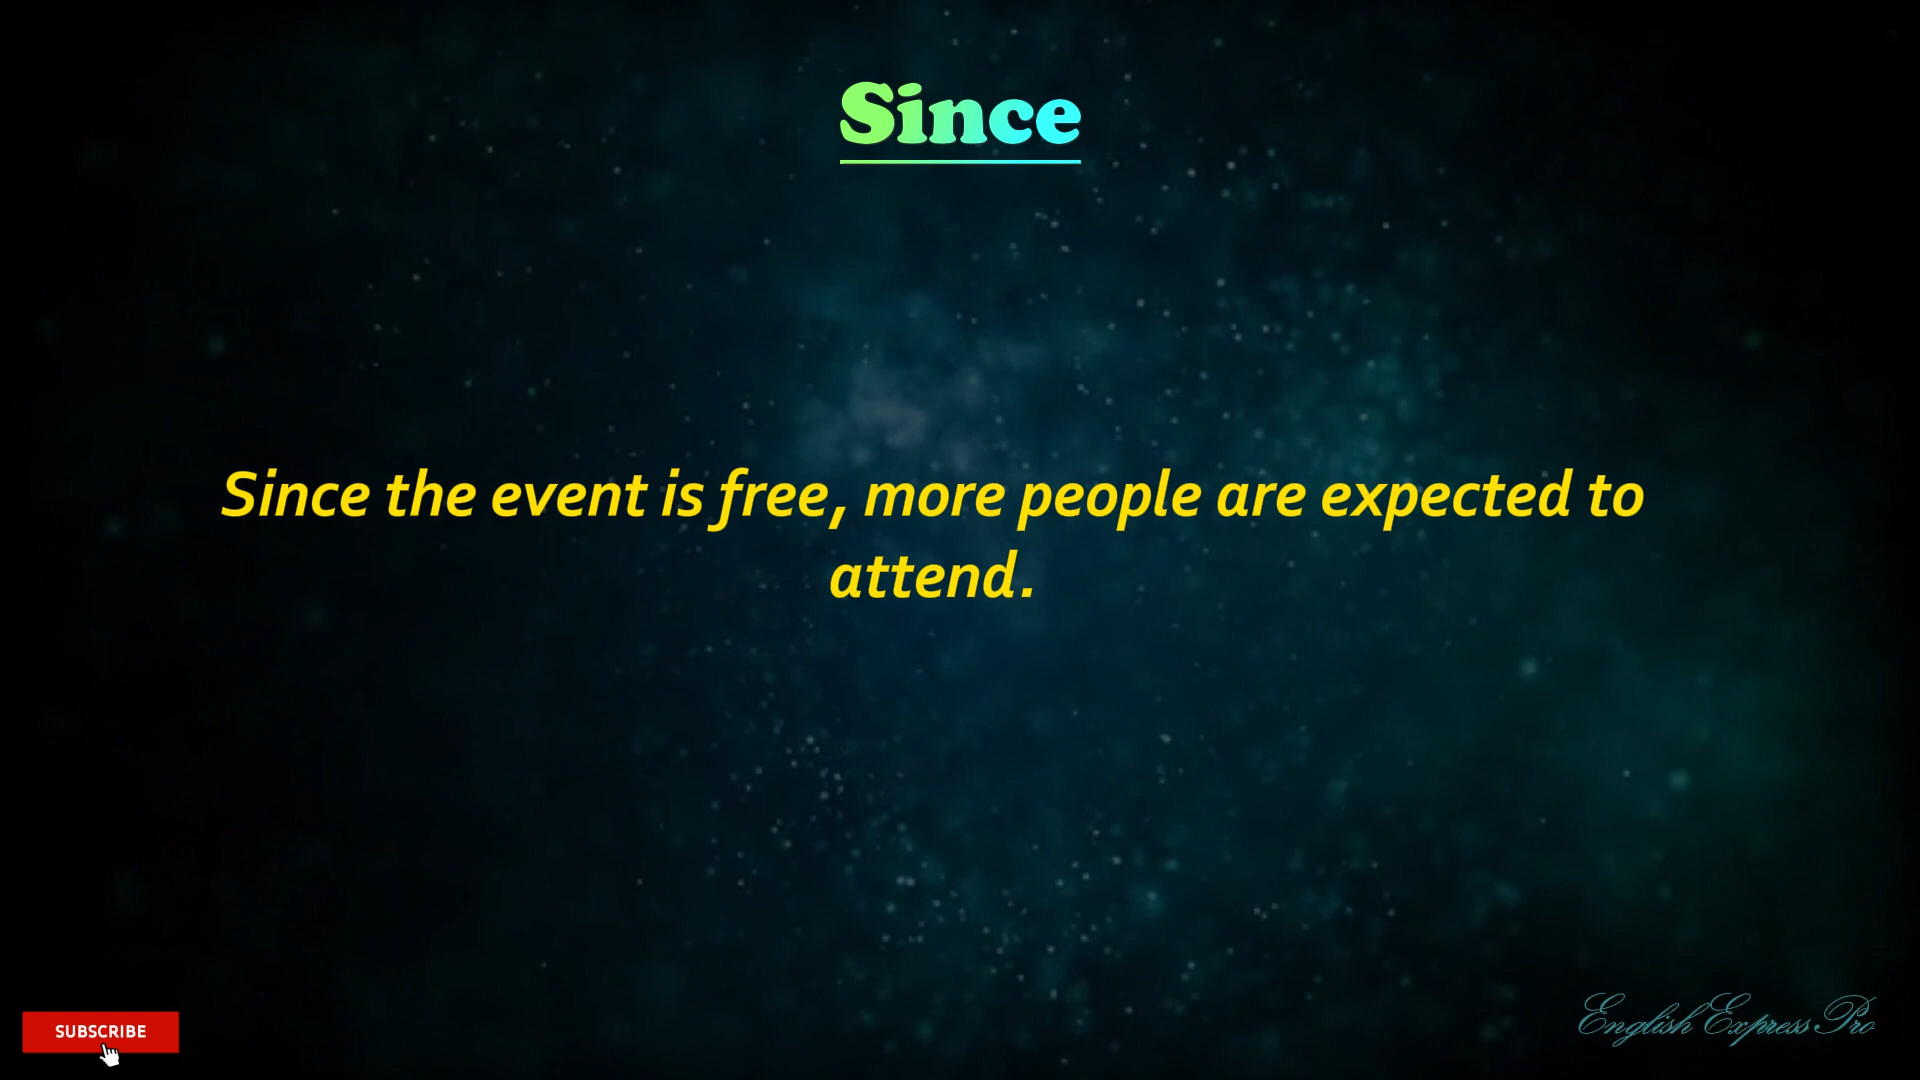 Since
Since the event is free, more people are expected to
attend.
SUBSCRIBE
English Express Pro